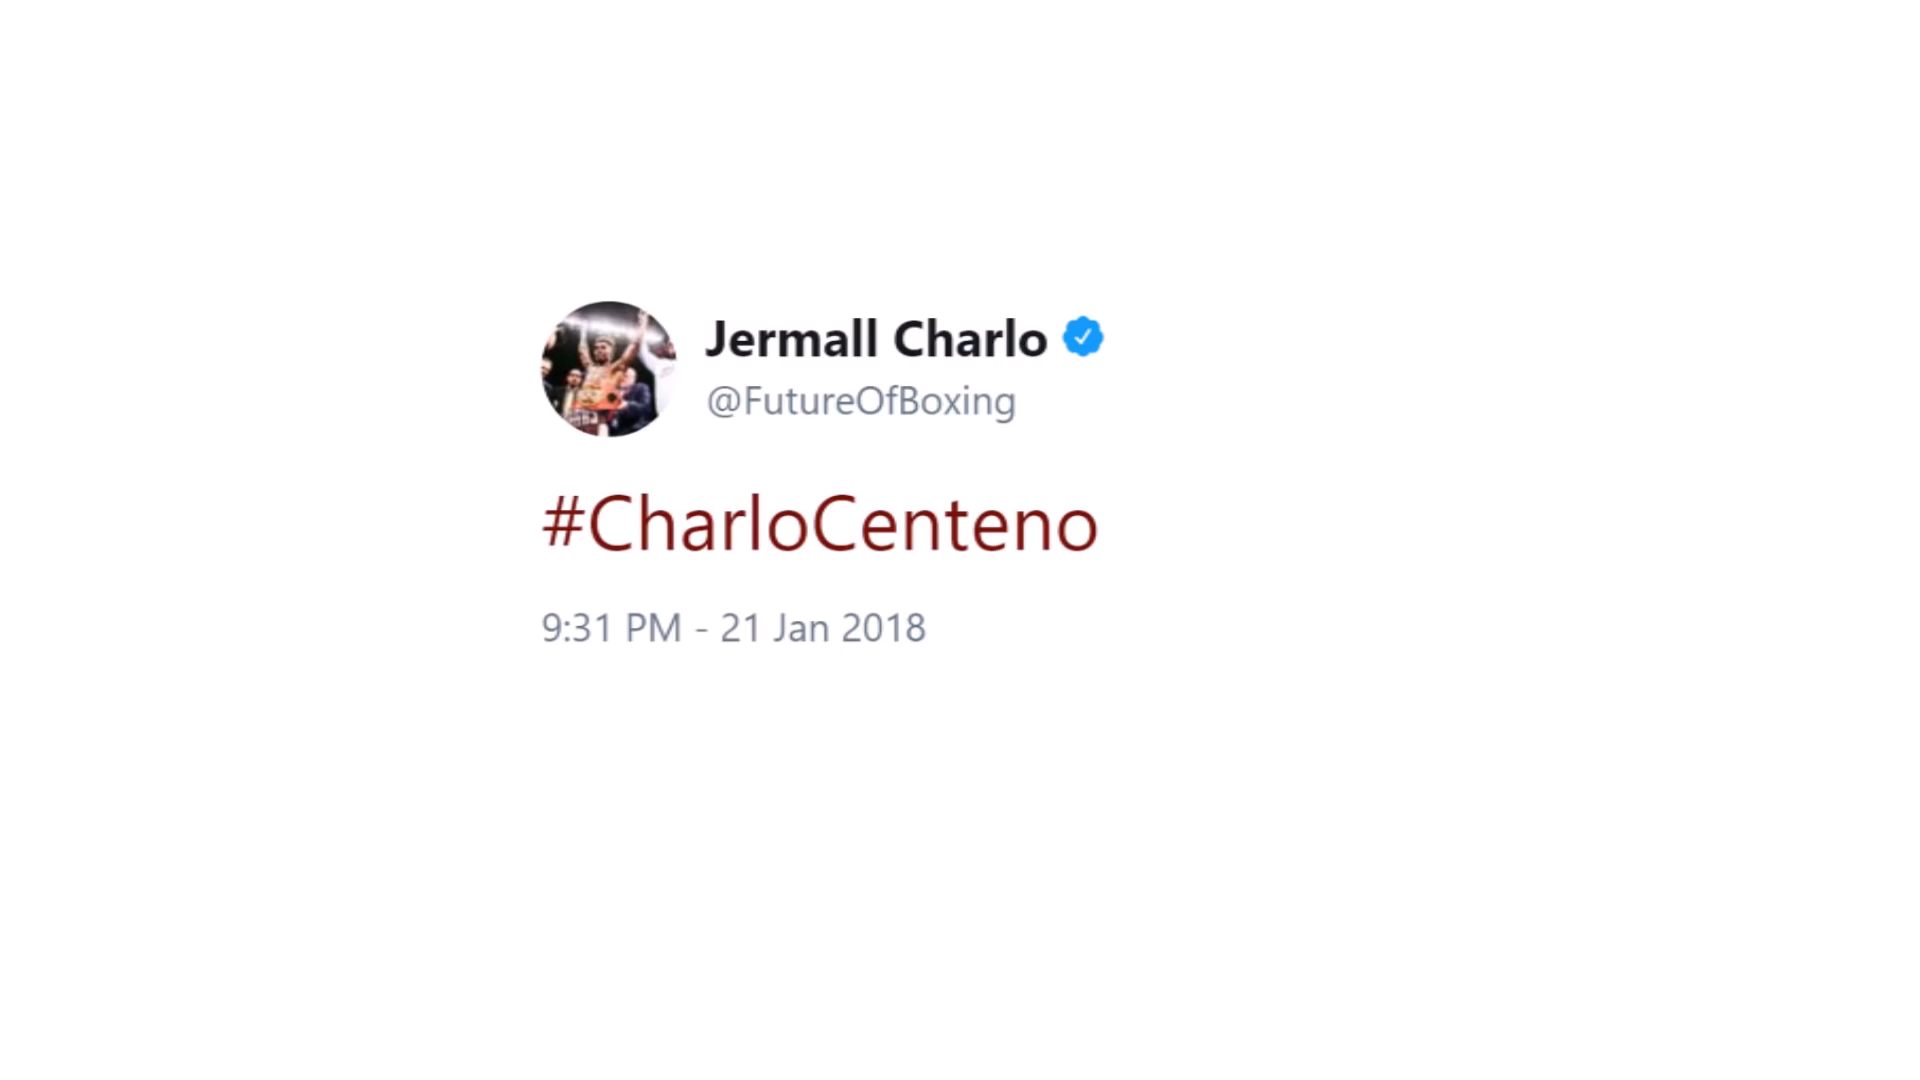 Jermall Charlo
@FutureOfBoxing
#CharloCenteno
9:31 PM - 21 Jan 2018